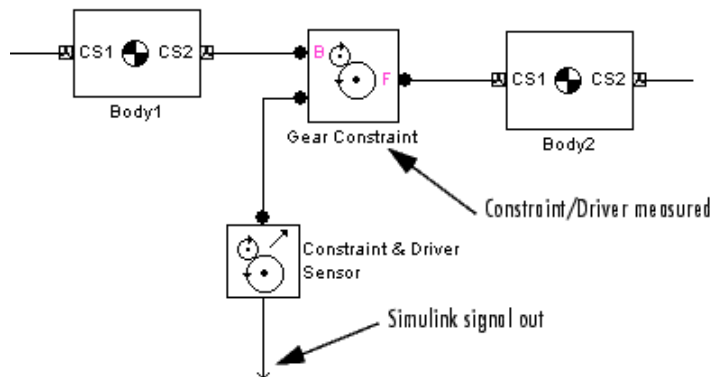 CS1 CS2
Body1
B
F
Gear Constraint
CS1 CS2
Body2
Constraint/Driver measured
Constraint & Driver
Sensor
Simulink signal out